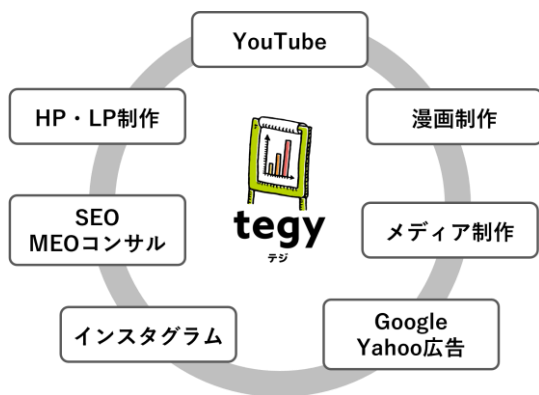 YouTube
HP・LP制作
漫画制作
tegy
テジ
SEO
MEOコンサル
メディア制作
インスタグラム
Google
Yahoo広告